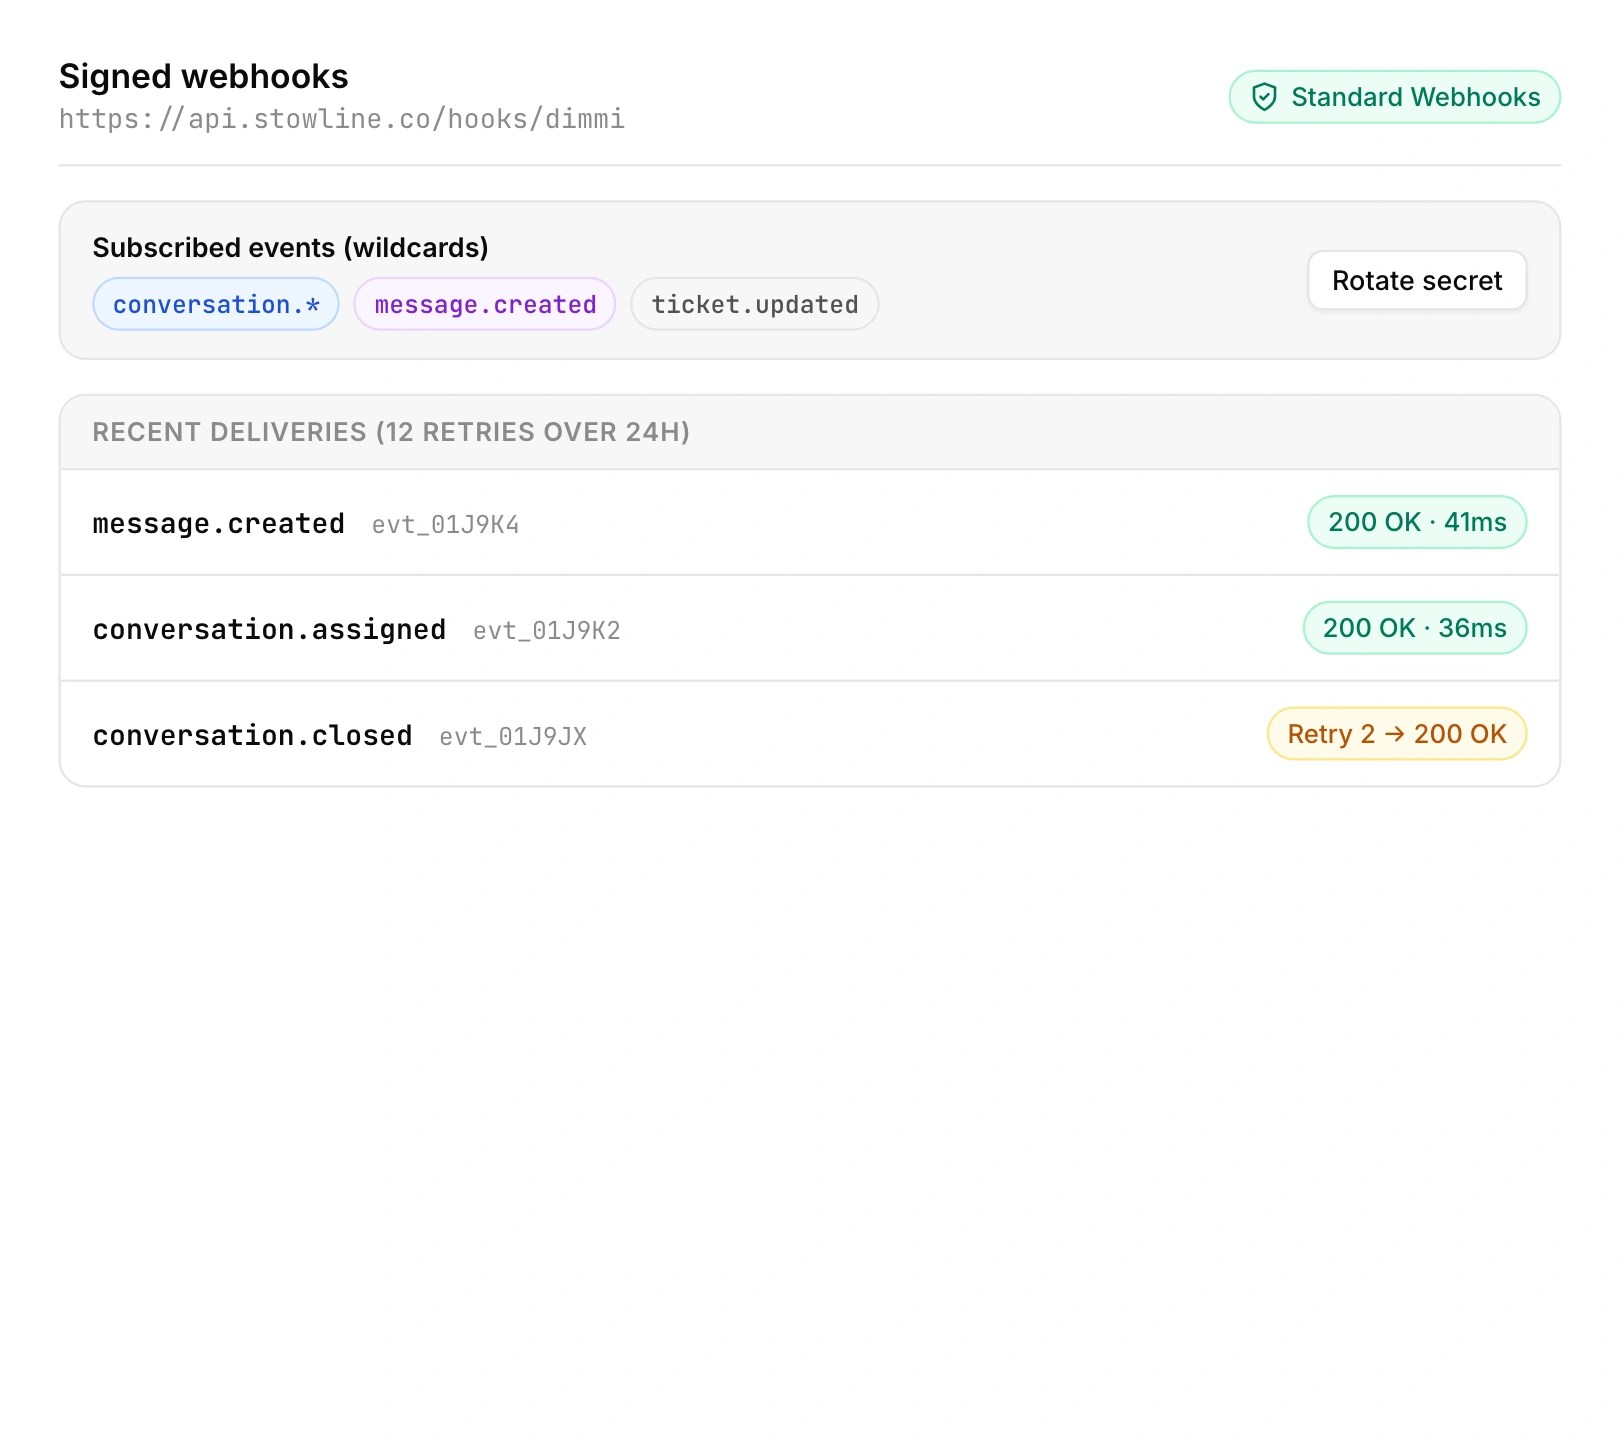 Signed webhooks
https://api.stowline.co/hooks/dimmi
Standard Webhooks
Subscribed events (wildcards)
conversation.* message.created ticket.updated
Rotate secret
RECENT DELIVERIES (12 RETRIES OVER 24H)
message.created evt_01J9K4 200 OK · 41ms
conversation.assigned evt_01J9K2 200 OK · 36ms
conversation.closed evt_01J9JX Retry 2 → 200 OK